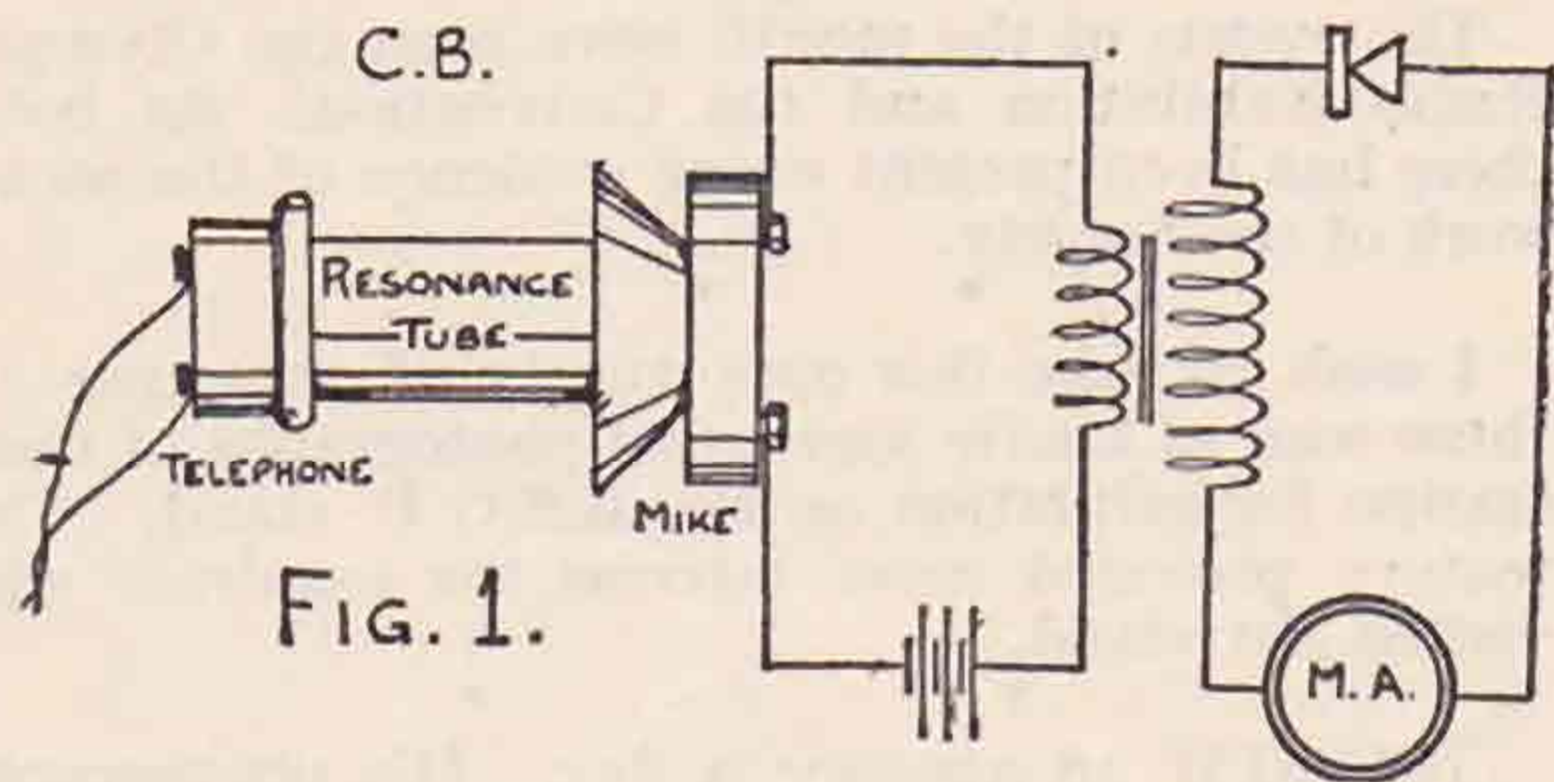 C.B.
RESONANCE
TUBE
TELEPHONE
MIKE
FIG. 1.
M.A.